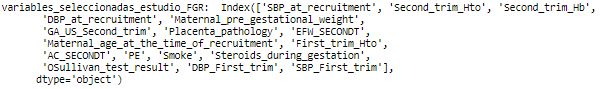 variables_seleccionadas_estudio_FGR:  Index(['SBP_at_recruitment', 'Second_trim_Hto', 'Second_trim_Hb',
'DBP_at_recruitment', 'Maternal_pre_gestational_weight',
'GA_US_Second_trim', 'Placenta_pathology', 'EFW_SECONDT',
'Maternal_age_at_the_time_of_recruitment', 'First_trim_Hto',
'AC_SECONDT', 'PE', 'Smoke', 'Steroids_during_gestation',
'OSullivan_test_result', 'DBP_First_trim', 'SBP_First_trim'],
dtype='object')